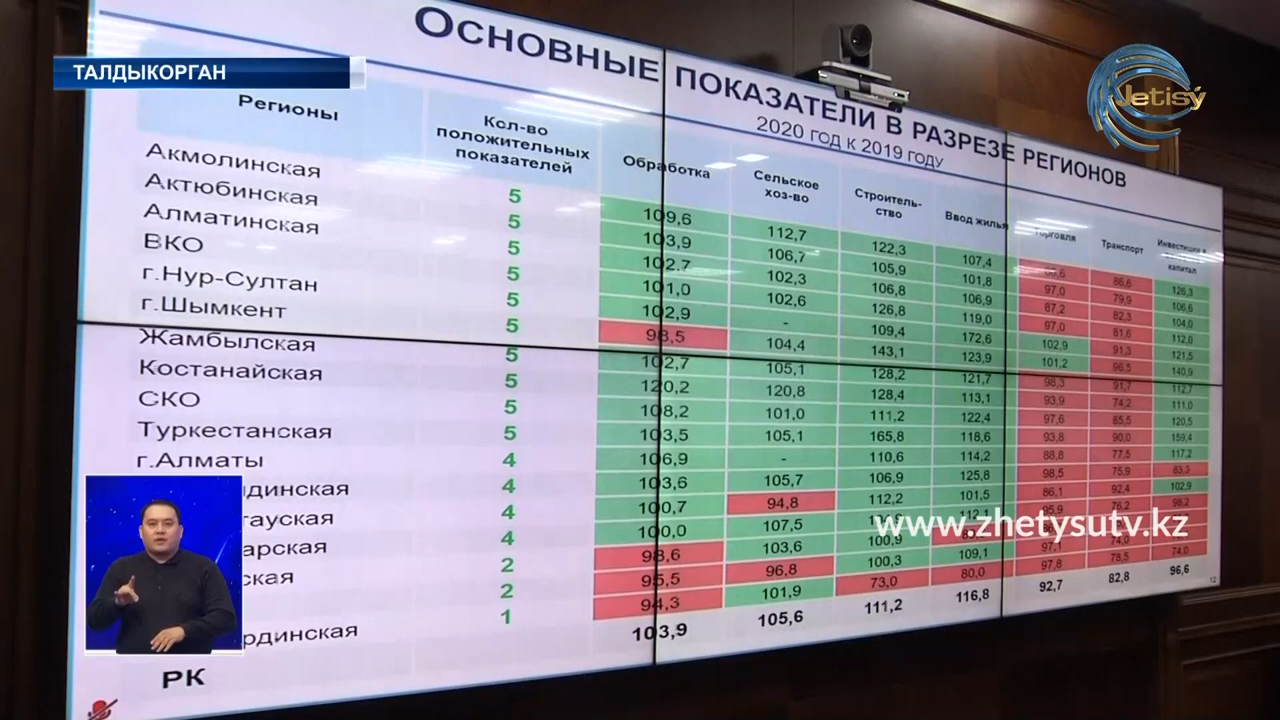 ТАЛДЫКОРГАН
Jetisý
ОСНОВНЫЕ ПОКАЗАТЕЛИ В РАЗРЕЗЕ РЕГИОНОВ
2020 ГОД К 2019 ГОДУ
Регионы
Кол-во
положительных
показателей
Обработка
Сельское
хоз-во
Строитель-
ство
Ввод жилья
Транспорт
Акмолинская 5 109,6 112,7 122,3 107,4 86,6 126,3
Актюбинская 5 103,9 106,7 105,9 101,8 97,0 79,9 106,6
Алматинская 5 102,7 102,3 106,8 106,9 87,2 82,3 104,0
ВКО 5 101,0 102,6 126,8 119,0 97,0 81,6 112,0
г.Нур-Султан 5 102,9 - 109,4 172,6 102,9 91,3 121,5
г.Шымкент 5 98,5 104,4 143,1 123,9 101,2 96,5 140,9
Жамбылская 5 102,7 105,1 128,2 121,7 98,3 91,7 112,7
Костанайская 5 120,2 120,8 128,4 113,1 93,9 74,2 111,0
СКО 5 108,2 101,0 111,2 122,4 97,6 85,5 120,5
Туркестанская 5 103,5 105,1 165,8 118,6 93,8 90,0 159,4
г.Алматы 4 106,9 - 110,6 114,2 88,8 77,5 117,2
4 103,6 105,7 106,9 125,8 98,5 75,9 83,3
4 100,7 94,8 112,2 101,5 86,1 92,4 102,9
4 100,0 107,5 112,1 95,9 78,2 98,2
2 98,6 103,6 100,9
2 95,5 96,8 100,3 109,1 97,1 74,0
1 94,3 101,9 73,0 80,0 97,8 78,5 74,0
РК 103,9 105,6 111,2 116,8 92,7 82,8 96,6
12
www.zhetysutv.kz